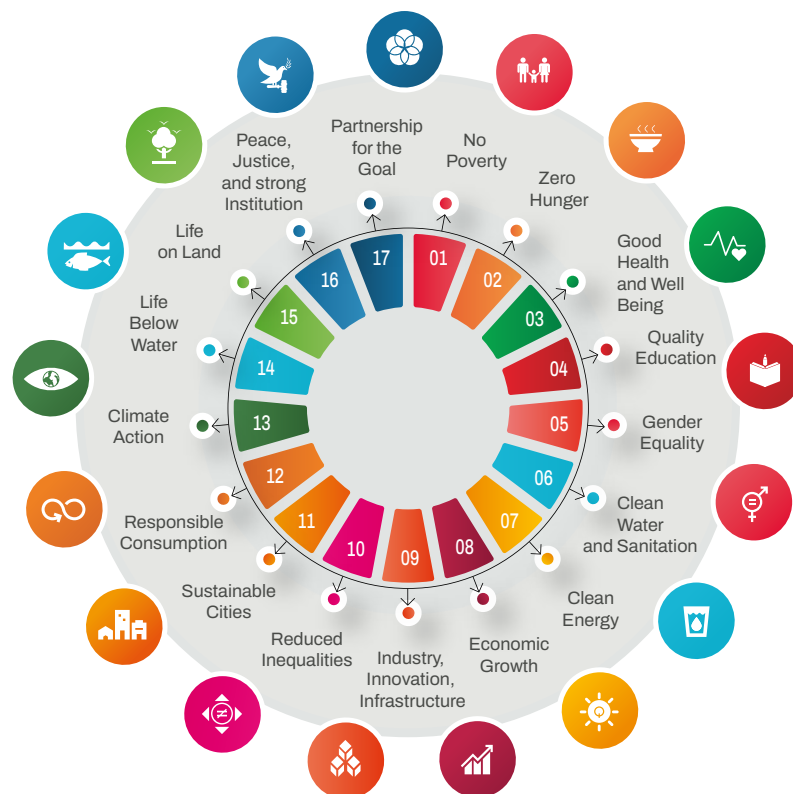 Partnership
for the
Goal
No
Poverty
Zero
Hunger
Good
Health
and Well
Being
Quality
Education
Gender
Equality
Clean
Water
and Sanitation
Clean
Energy
Economic
Growth
Industry,
Innovation,
Infrastructure
Reduced
Inequalities
Sustainable
Cities
Responsible
Consumption
Climate
Action
Life
Below
Water
Life
on Land
Peace,
Justice,
and strong
Institution
01
02
03
04
05
06
07
08
09
10
11
12
13
14
15
16
17